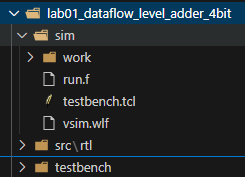 lab01_dataflow_level_adder_4bit
sim
work
run.f
testbench.tcl
vsim.wlf
src\rtl
testbench